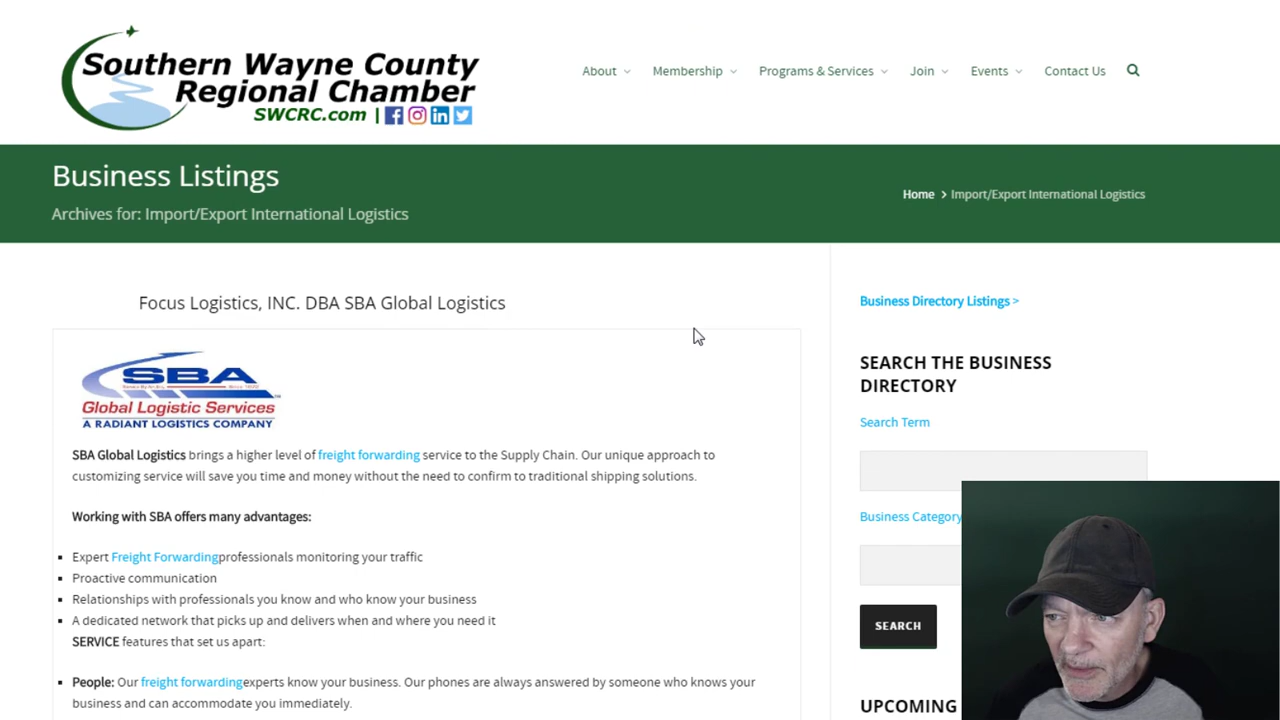 Southern Wayne County
Regional Chamber
SWCRC.com |
About
Membership
Programs & Services
Join
Events
Contact Us
Business Listings
Archives for: Import/Export International Logistics
Home > Import/Export International Logistics
Focus Logistics, INC. DBA SBA Global Logistics
SBA
Global Logistic Services
A RADIANT LOGISTICS COMPANY
SBA Global Logistics brings a higher level of freight forwarding service to the Supply Chain. Our unique approach to
customizing service will save you time and money without the need to confirm to traditional shipping solutions.
Working with SBA offers many advantages:
Expert Freight Forwardingprofessionals monitoring your traffic
Proactive communication
Relationships with professionals you know and who know your business
A dedicated network that picks up and delivers when and where you need it
SERVICE features that set us apart:
People: Our freight forwardingexperts know your business. Our phones are always answered by someone who knows your
business and can accommodate you immediately.
Business Directory Listings >
SEARCH THE BUSINESS
DIRECTORY
Search Term
Business Category
SEARCH
UPCOMING